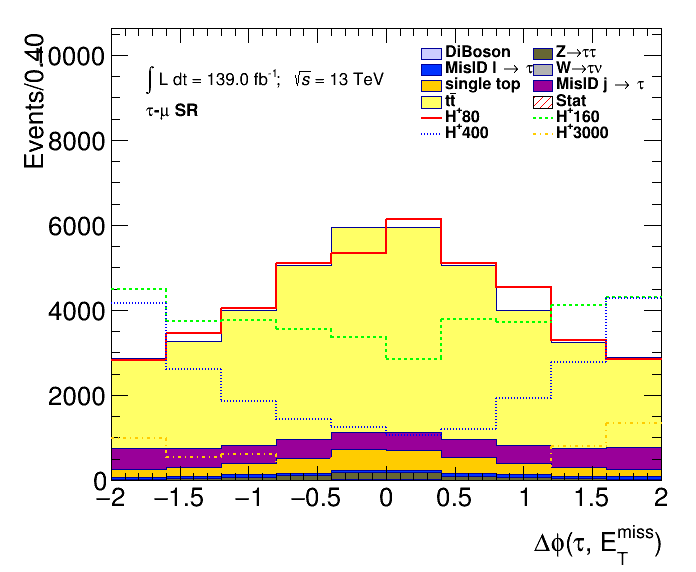 Events/0.40
10000
8000
6000
4000
2000
0
∫ L dt = 139.0 fb⁻¹; √s = 13 TeV
τ-μ SR
DiBoson Z→ττ
MisID l → τ W→τν
single top MisID j → τ
tt̄ Stat
H⁺80 H⁺160
H⁺400 H⁺3000
−2 −1.5 −1 −0.5 0 0.5 1 1.5 2
Δϕ(τ, E_T^miss)